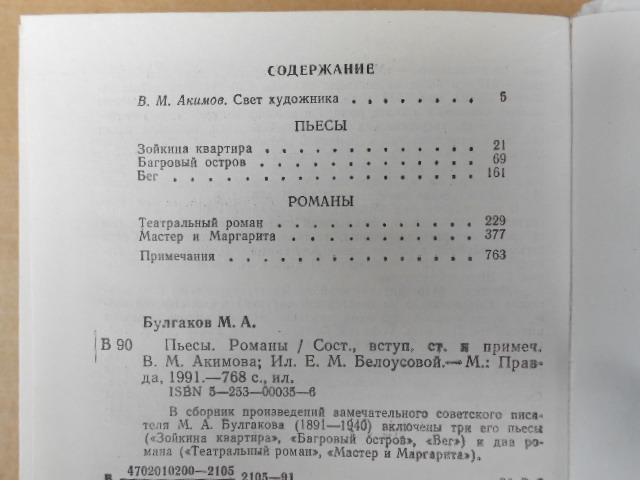 СОДЕРЖАНИЕ
В. М. Акимов. Свет художника . . . . . . . . 5
ПЬЕСЫ
Зойкина квартира . . . . . . . . . . . 21
Багровый остров . . . . . . . . . . . 69
Бег . . . . . . . . . . . . . . . 161
РОМАНЫ
Театральный роман . . . . . . . . . . 229
Мастер и Маргарита . . . . . . . . . 377
Примечания . . . . . . . . . . . . 763
Булгаков М. А.
Б 90 Пьесы. Романы / Сост., вступ. ст. и примеч.
В. М. Акимова; Ил. Е. М. Белоусовой.— М.: Прав-
да, 1991.—768 с., ил.
ISBN 5—253—00035—6
В сборник произведений замечательного советского писа-
теля М. А. Булгакова (1891—1940) включены три его пьесы
(«Зойкина квартира», «Багровый остров», «Бег») и два ро-
мана («Театральный роман», «Мастер и Маргарита»).
4702010200—2105
2105—91